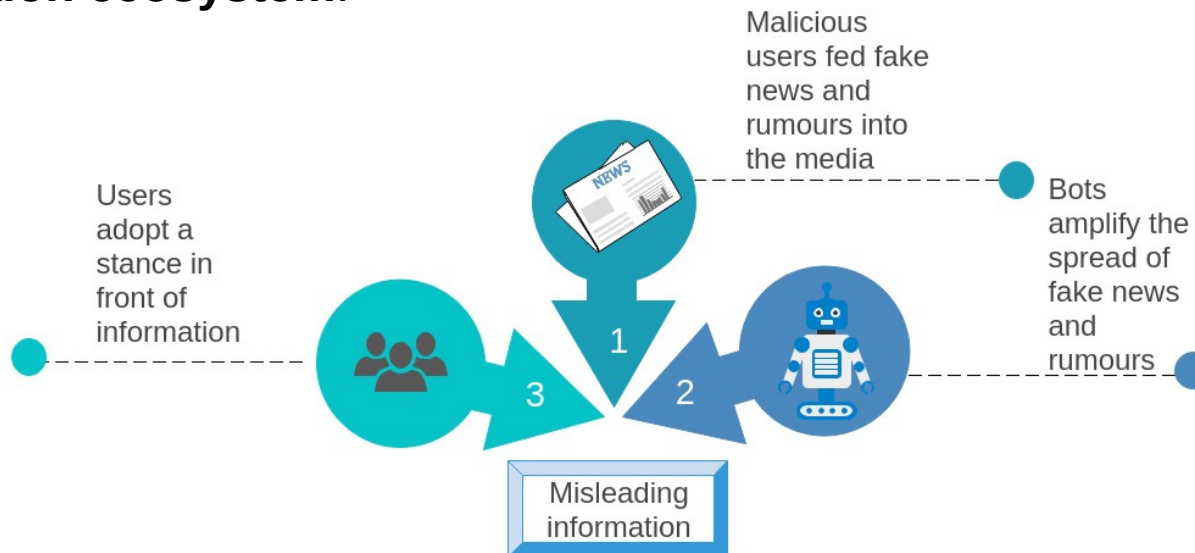 Malicious
users fed fake
news and
rumours into
the media
Users
adopt a
stance in
front of
information
Bots
amplify the
spread of
fake news
and
rumours
NEWS
1
2
3
Misleading
information